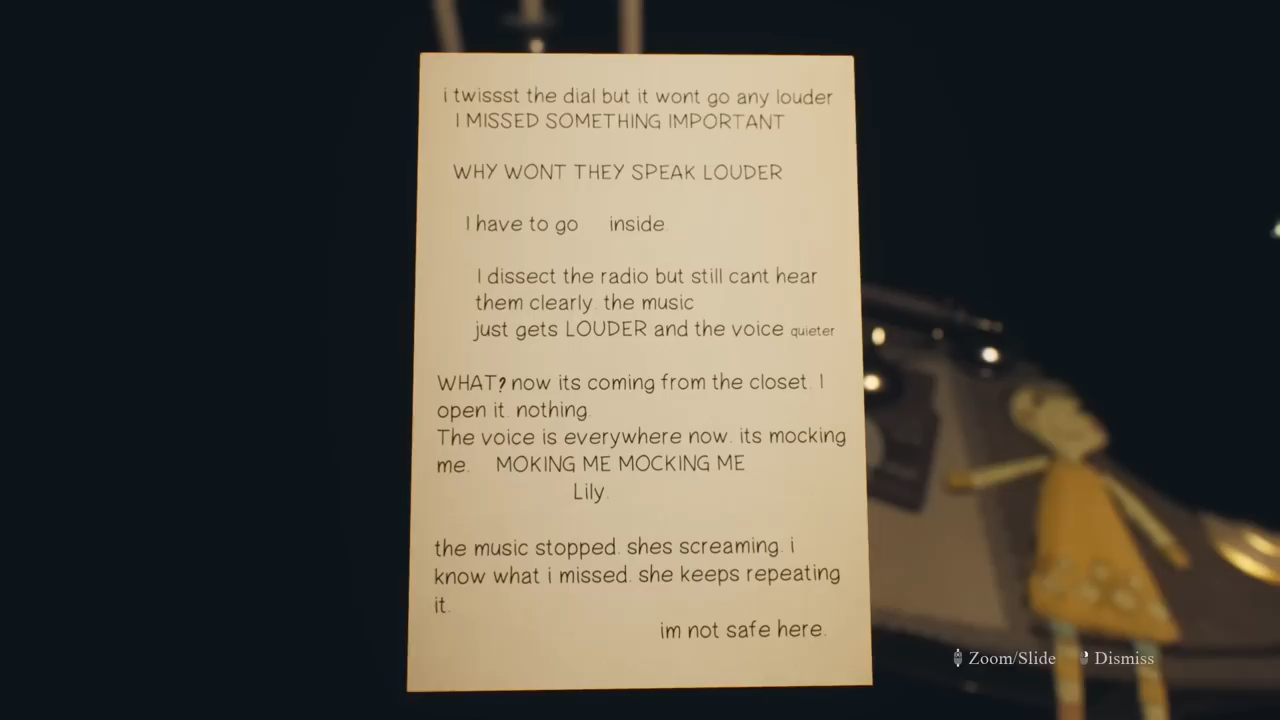 i twissst the dial but it wont go any louder
I MISSED SOMETHING IMPORTANT
WHY WONT THEY SPEAK LOUDER
I have to go inside.
I dissect the radio but still cant hear
them clearly. the music
just gets LOUDER and the voice quieter
WHAT? now its coming from the closet. I
open it. nothing.
The voice is everywhere now. its mocking
me. MOKING ME MOCKING ME
Lily.
the music stopped. shes screaming. i
know what i missed. she keeps repeating
it.
im not safe here.
Zoom/Slide
Dismiss